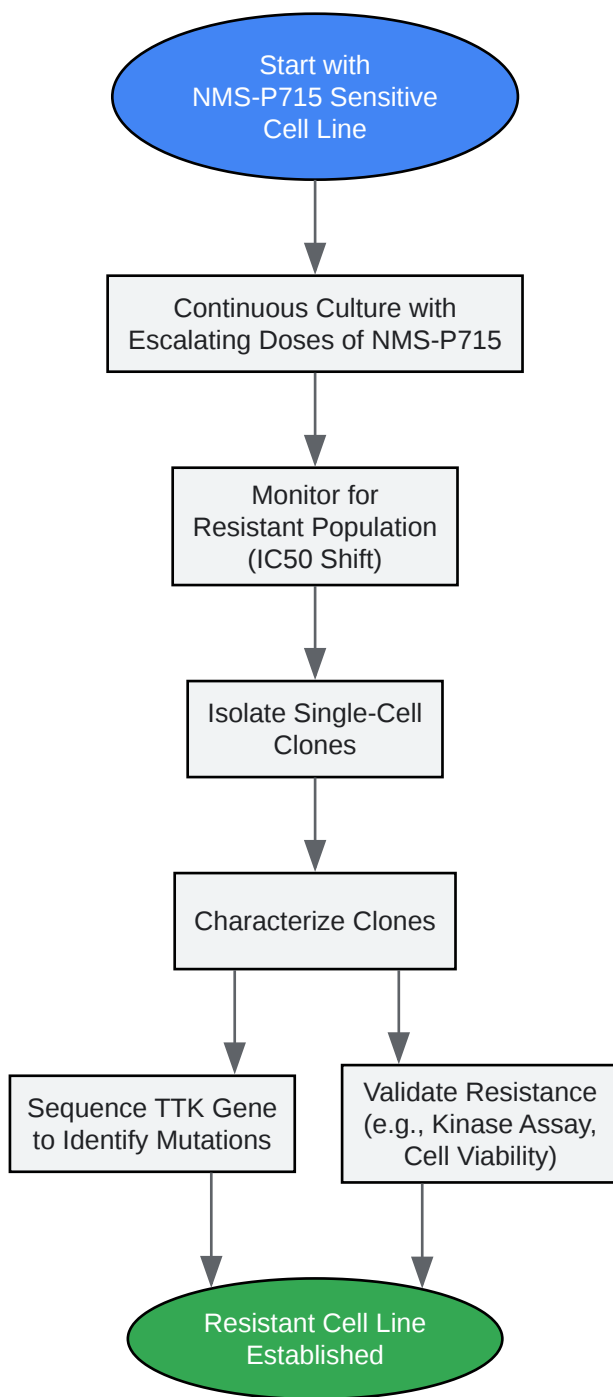 Start with
NMS-P715 Sensitive
Cell Line
Continuous Culture with
Escalating Doses of NMS-P715
Monitor for
Resistant Population
(IC50 Shift)
Isolate Single-Cell
Clones
Characterize Clones
Sequence TTK Gene
to Identify Mutations
Validate Resistance
(e.g., Kinase Assay,
Cell Viability)
Resistant Cell Line
Established